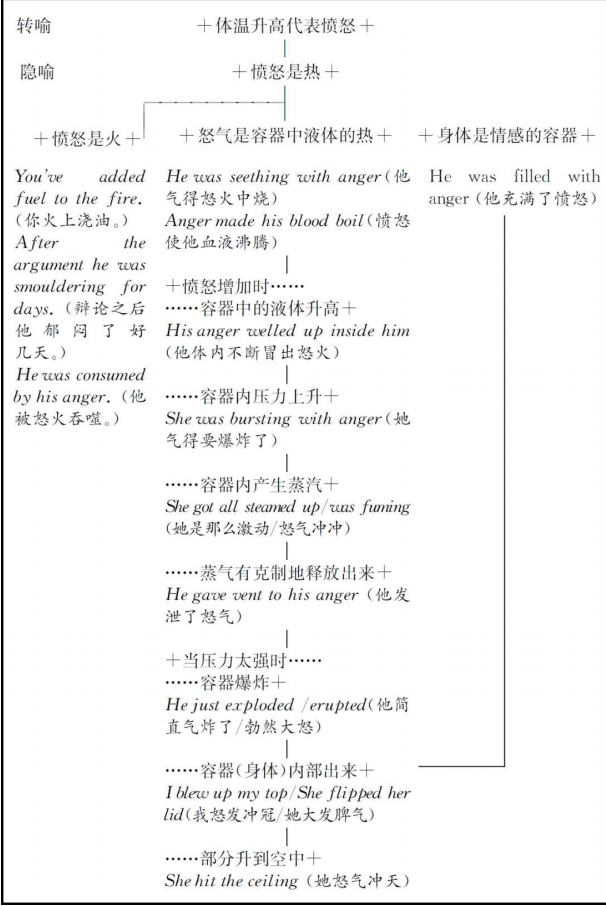 转喻 +体温升高代表愤怒+
隐喻 +愤怒是热+
+愤怒是火+ +怒气是容器中液体的热+ +身体是情感的容器+
You've added
fuel to the fire.
(你火上浇油。)
After the
argument he was
smouldering for
days. (辩论之后
他郁闷了好
几天。)
He was consumed
by his anger. (他
被怒火吞噬。)
He was seething with anger(他
气得怒火中烧)
Anger made his blood boil(愤怒
使他血液沸腾)
+愤怒增加时……
……容器中的液体升高+
His anger welled up inside him
(他体内不断冒出怒火)
……容器内压力上升+
She was bursting with anger(她
气得要爆炸了)
……容器内产生蒸汽+
She got all steamed up/was fuming
(她是那么激动/怒气冲冲)
……蒸气有克制地释放出来+
He gave vent to his anger (他发
泄了怒气)
+当压力太强时……
……容器爆炸+
He just exploded /erupted(他简
直气炸了/勃然大怒)
……容器(身体)内部出来+
I blew up my top/She flipped her
lid(我怒发冲冠/她大发脾气)
……部分升到空中+
She hit the ceiling (她怒气冲天)
He was filled with
anger (他充满了愤怒)